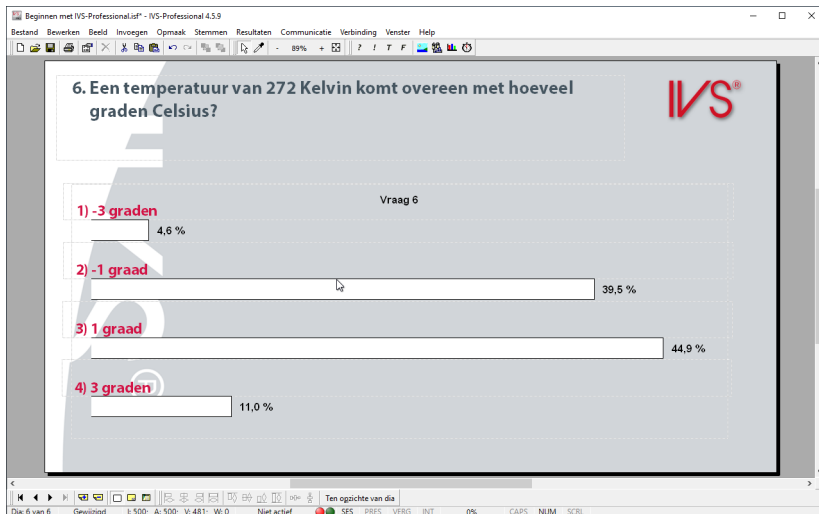 Beginnen met IVS-Professional.isf* - IVS-Professional 4.5.9
Bestand Bewerken Beeld Invoegen Opmaak Stemmen Resultaten Communicatie Verbinding Venster Help
- 89% + ? ! T F
6. Een temperatuur van 272 Kelvin komt overeen met hoeveel
graden Celsius?
IVS®
Vraag 6
1) -3 graden
4,6 %
2) -1 graad
39,5 %
3) 1 graad
44,9 %
4) 3 graden
11,0 %
Ten opzichte van dia
Dia: 6 van 6 Gewijzigd I: 500; A: 500; V: 481; W: 0 Niet actief SES PRES VERG INT 0% CAPS NUM SCRL